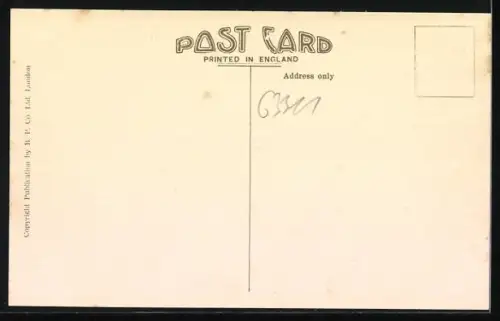 POST CARD
PRINTED IN ENGLAND
Address only
Copyright Publication by B. P. Co. Ltd. London